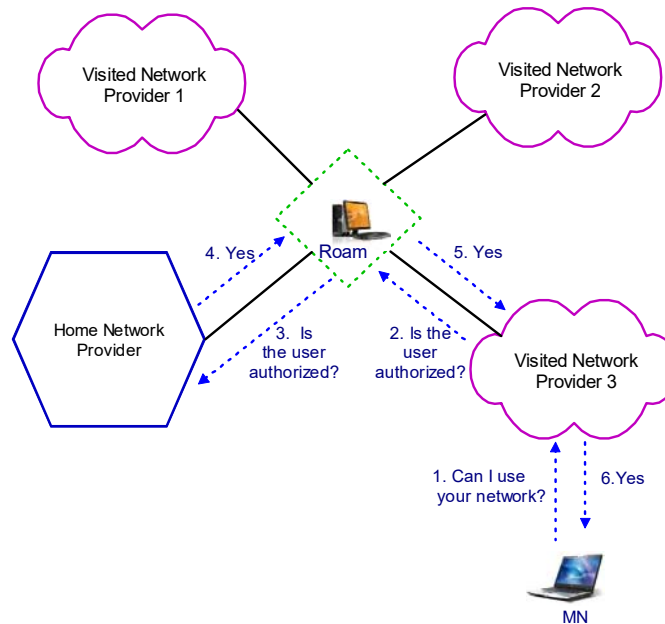 Visited Network
Provider 1
Visited Network
Provider 2
Roam
4. Yes
5. Yes
Home Network
Provider
3. Is
the user
authorized?
2. Is the
user
authorized?
Visited Network
Provider 3
1. Can I use
your network?
6.Yes
MN